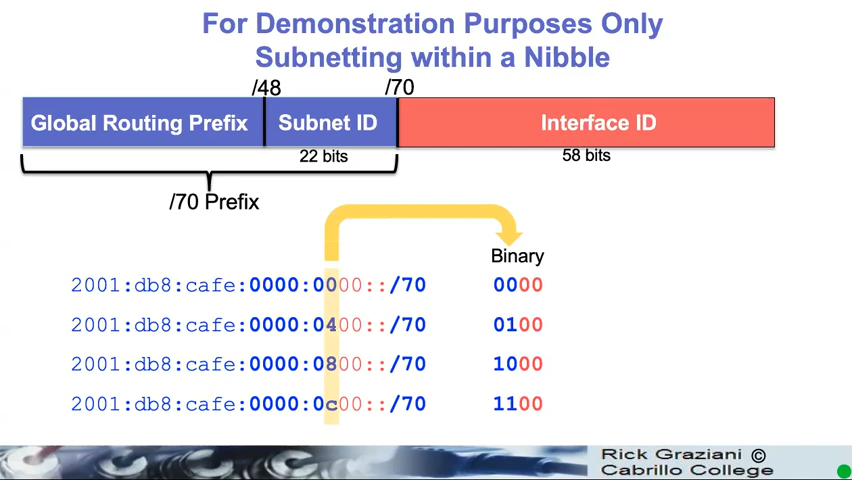 For Demonstration Purposes Only
Subnetting within a Nibble
/48
/70
Global Routing Prefix
Subnet ID
Interface ID
22 bits
58 bits
/70 Prefix
Binary
2001:db8:cafe:0000:0000::/70 0000
2001:db8:cafe:0000:0400::/70 0100
2001:db8:cafe:0000:0800::/70 1000
2001:db8:cafe:0000:0c00::/70 1100
Rick Graziani ©
Cabrillo College